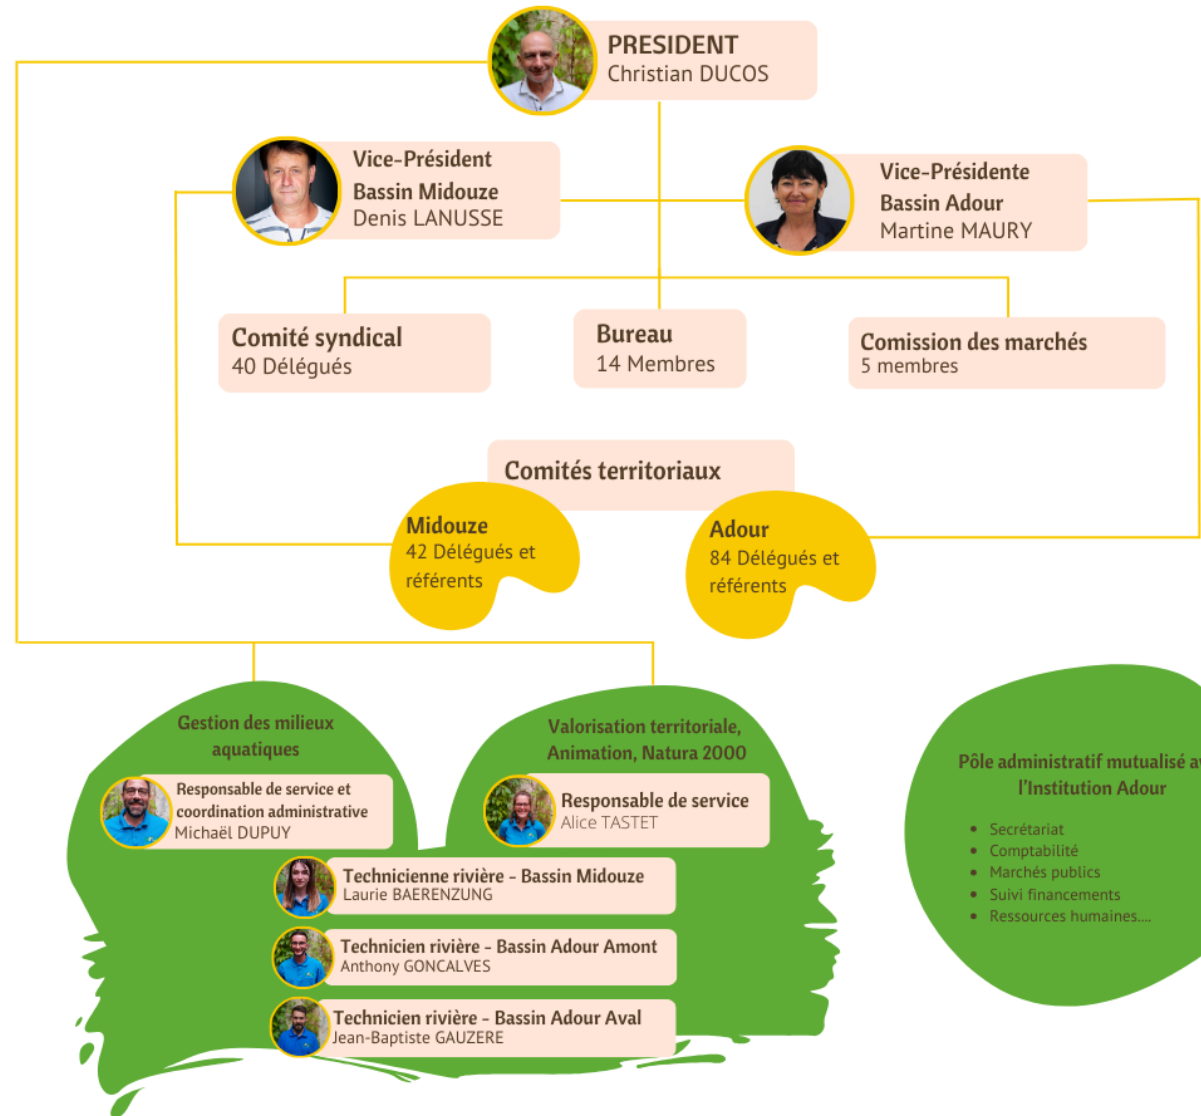 PRESIDENT
Christian DUCOS
Vice-Président
Bassin Midouze
Denis LANUSSE
Vice-Présidente
Bassin Adour
Martine MAURY
Comité syndical
40 Délégués
Bureau
14 Membres
Comission des marchés
5 membres
Comités territoriaux
Midouze
42 Délégués et
référents
Adour
84 Délégués et
référents
Gestion des milieux
aquatiques
Responsable de service et
coordination administrative
Michaël DUPUY
Valorisation territoriale,
Animation, Natura 2000
Responsable de service
Alice TASTET
Technicienne rivière - Bassin Midouze
Laurie BAERENZUNG
Technicien rivière - Bassin Adour Amont
Anthony GONCALVES
Technicien rivière - Bassin Adour Aval
Jean-Baptiste GAUZERE
Pôle administratif mutualisé
l'Institution Adour
• Secrétariat
• Comptabilité
• Marchés publics
• Suivi financements
• Ressources humaines....